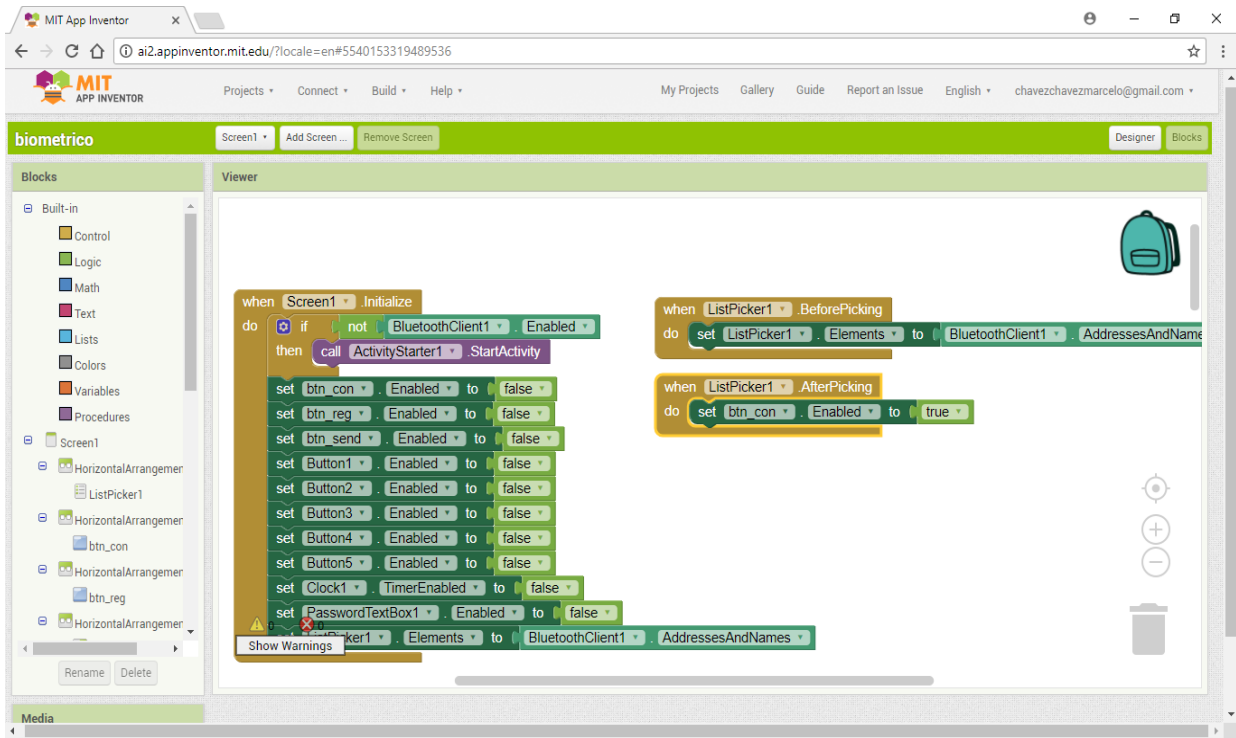 MIT App Inventor
ai2.appinventor.mit.edu/?locale=en#5540153319489536
MIT
APP INVENTOR
Projects Connect Build Help My Projects Gallery Guide Report an Issue English chavezchavezmarcelo@gmail.com
biometrico Screen1 Add Screen ... Remove Screen Designer Blocks
Blocks
Viewer
Built-in
Control
Logic
Math
Text
Lists
Colors
Variables
Procedures
Screen1
HorizontalArrangemen
ListPicker1
HorizontalArrangemen
btn_con
HorizontalArrangemen
btn_reg
HorizontalArrangemen
Rename Delete
Media
when Screen1 .Initialize
do if not BluetoothClient1 . Enabled
then call ActivityStarter1 .StartActivity
set btn_con . Enabled to false
set btn_reg . Enabled to false
set btn_send . Enabled to false
set Button1 . Enabled to false
set Button2 . Enabled to false
set Button3 . Enabled to false
set Button4 . Enabled to false
set Button5 . Enabled to false
set Clock1 . TimerEnabled to false
set PasswordTextBox1 . Enabled to false
Elements to BluetoothClient1 . AddressesAndNames
0 0
Show Warnings
when ListPicker1 .BeforePicking
do set ListPicker1 . Elements to BluetoothClient1 . AddressesAndName
when ListPicker1 .AfterPicking
do set btn_con . Enabled to true